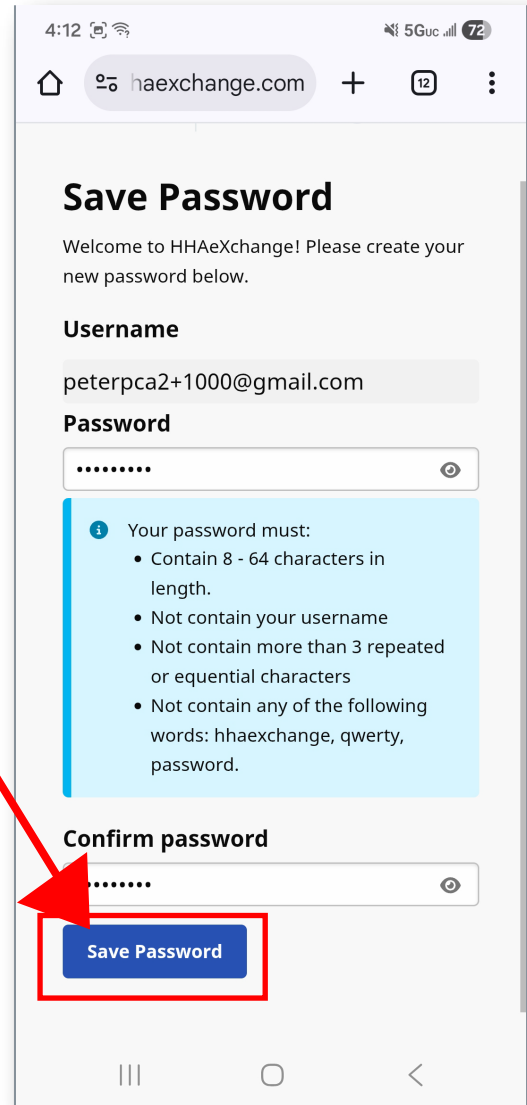 4:12
5Guc 72
haexchange.com
12
Save Password
Welcome to HHAeXchange! Please create your
new password below.
Username
peterpca2+1000@gmail.com
Password
•••••••••
Your password must:
• Contain 8 - 64 characters in
length.
• Not contain your username
• Not contain more than 3 repeated
or equential characters
• Not contain any of the following
words: hhaexchange, qwerty,
password.
Confirm password
••••••••
Save Password